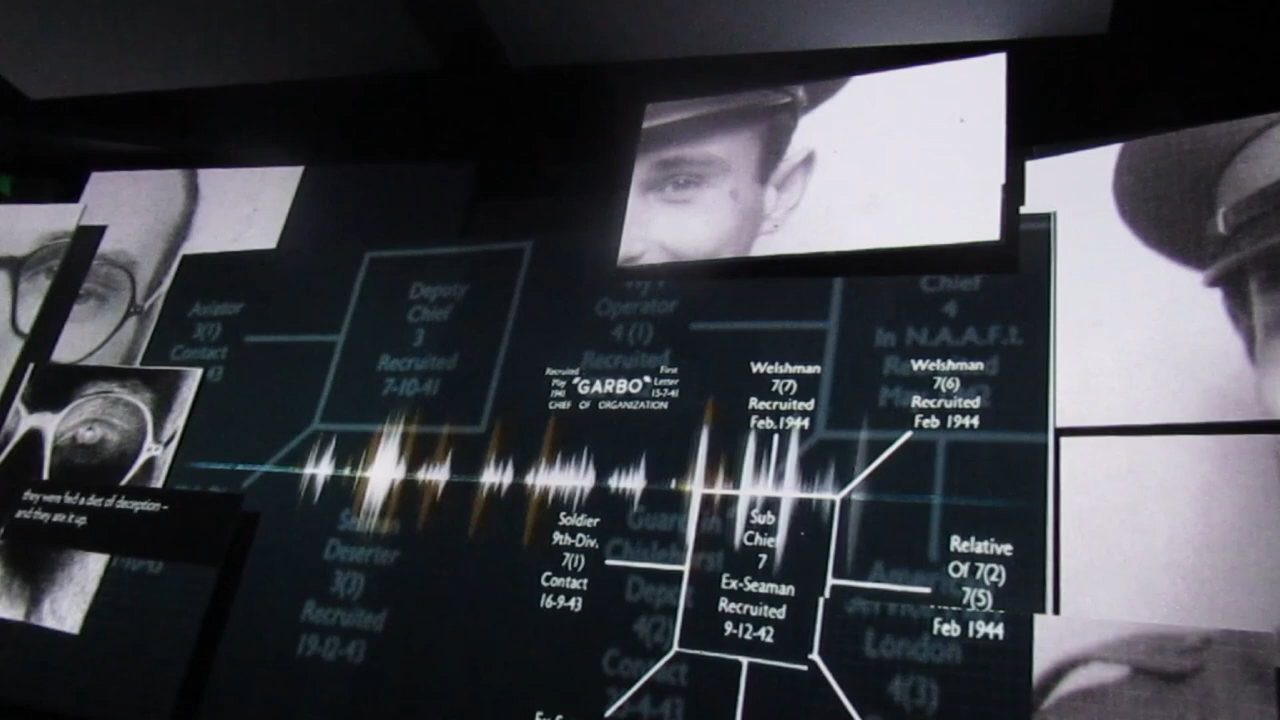 Aviator
3(1)
Contact
43
Deputy
Chief
3
Recruited
7-10-41
Operator
4 (1)
Recruited
Chief
4
In N.A.A.F.I.
Recruited May 1941
"GARBO"
First Letter 15-7-41
CHIEF OF ORGANIZATION
Welshman
7(7)
Recruited
Feb. 1944
Welshman
7(6)
Recruited
Feb 1944
they were fed a diet of deception –
and they ate it up.
Deserter
3(3)
Recruited
19-12-43
Soldier
9th-Div.
7(1)
Contact
16-9-43
Guard in
Chislehurst
Depot
4(2)
Contact
Sub
Chief
7
Ex-Seaman
Recruited
9-12-42
Relative
Of 7(2)
7(5)
Feb 1944
London
4(3)